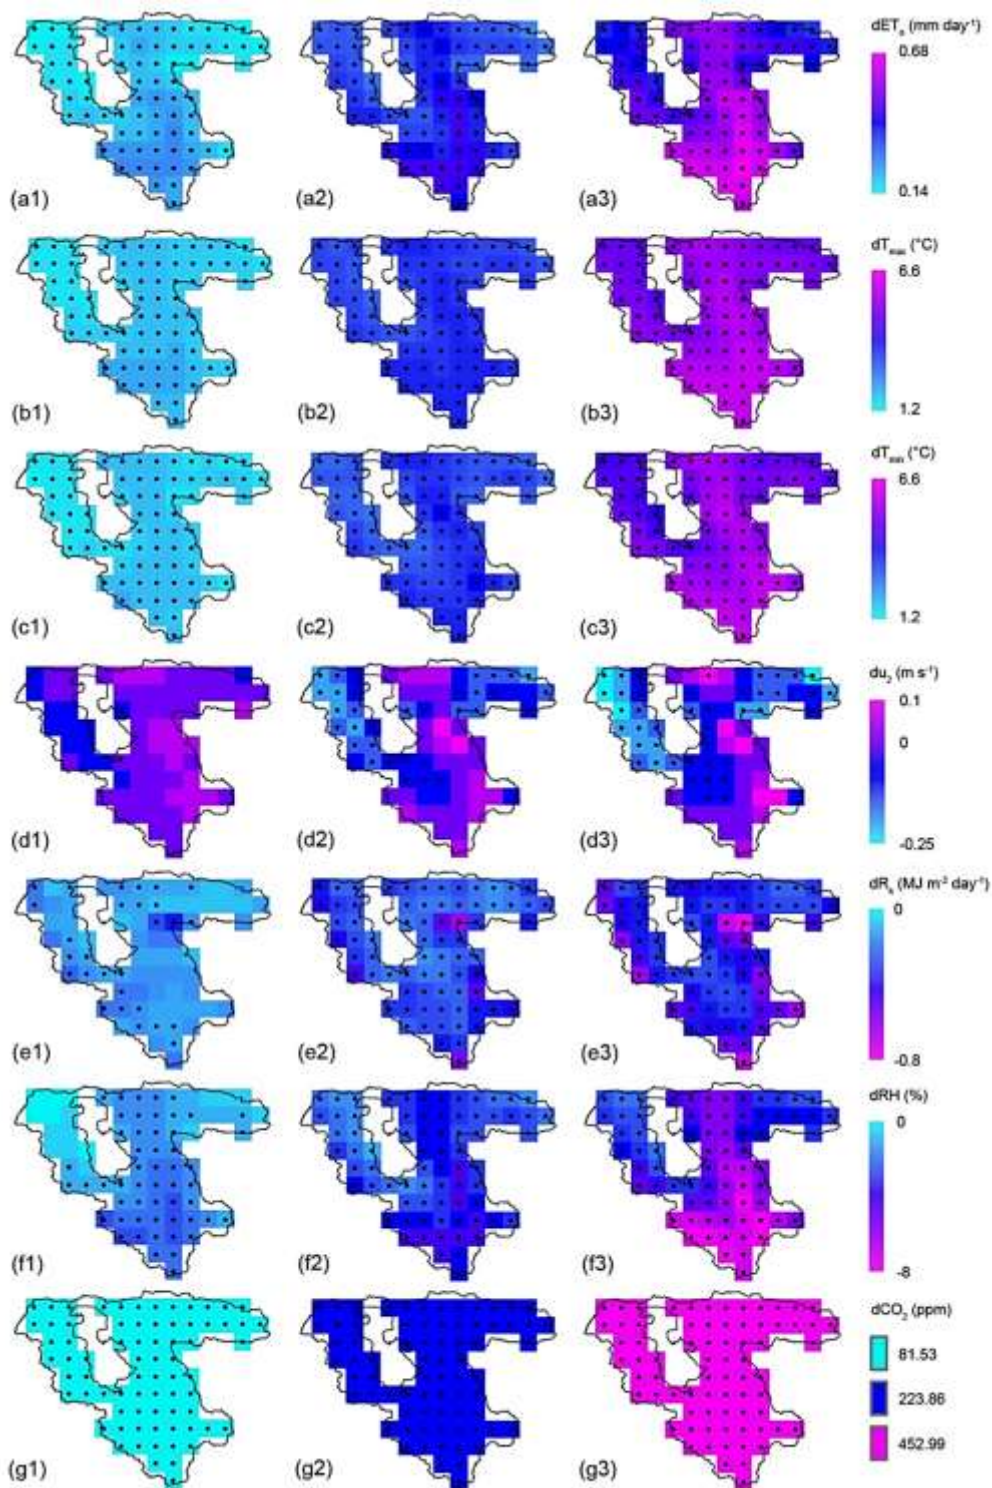 dETₒ (mm day⁻¹)
0.68
0.14
(a1)
(a2)
(a3)
dTmax (°C)
6.6
1.2
(b1)
(b2)
(b3)
dTmin (°C)
6.6
1.2
(c1)
(c2)
(c3)
du₂ (m s⁻¹)
0.1
0
-0.25
(d1)
(d2)
(d3)
dRₛ (MJ m⁻² day⁻¹)
0
-0.8
(e1)
(e2)
(e3)
dRH (%)
0
-8
(f1)
(f2)
(f3)
dCO₂ (ppm)
81.53
223.86
452.99
(g1)
(g2)
(g3)